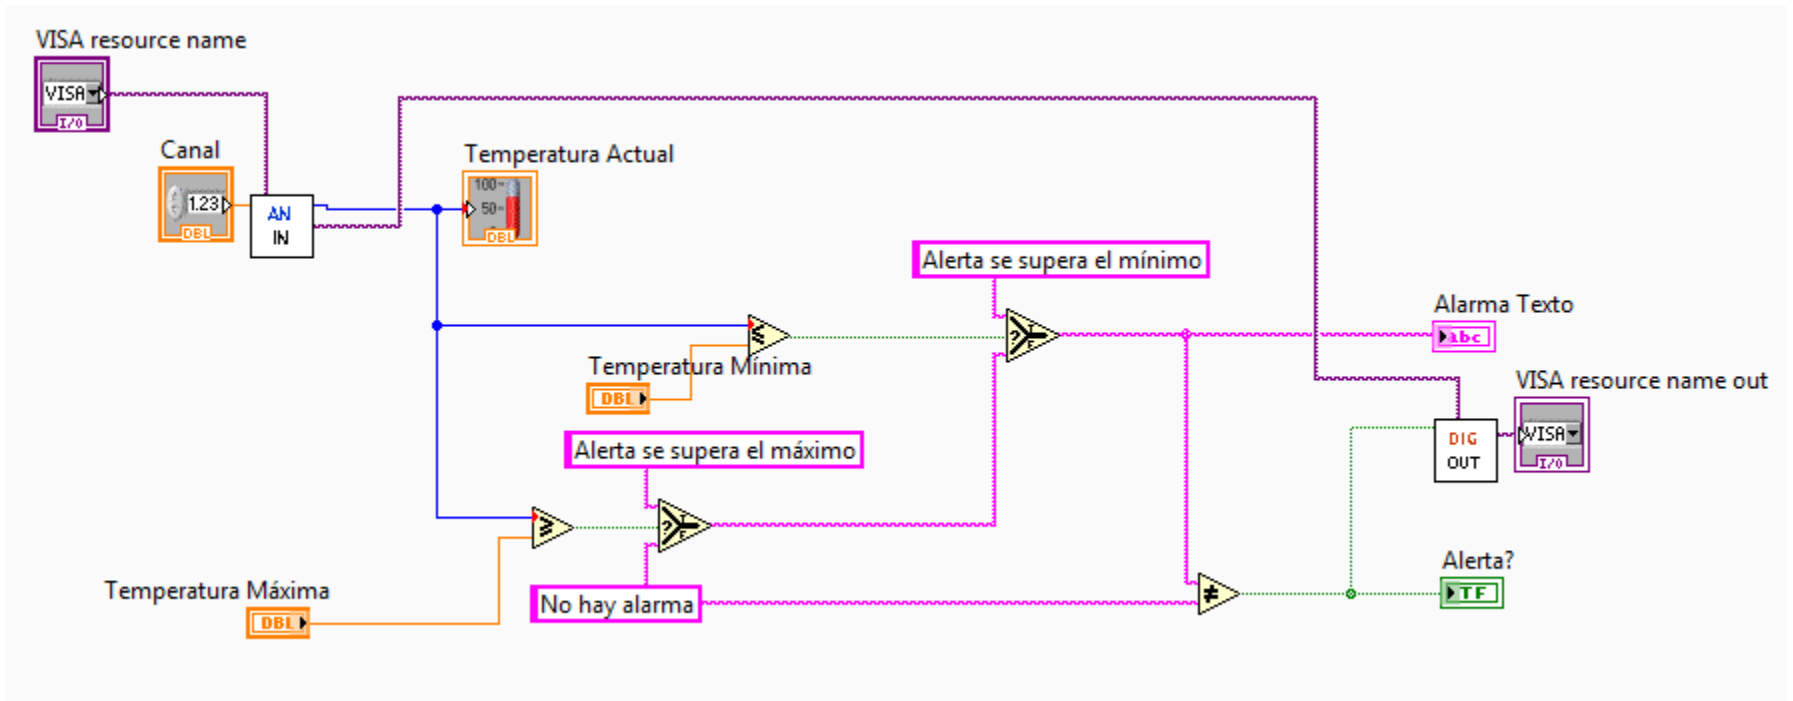 VISA resource name
VISA
I/O
Canal
1.23
DBL
AN
IN
Temperatura Actual
100
50
DBL
Alerta se supera el mínimo
T
?
F
Alarma Texto
abc
Temperatura Mínima
DBL
VISA resource name out
DIG
OUT
VISA
I/O
Alerta se supera el máximo
T
?
F
Temperatura Máxima
DBL
No hay alarma
Alerta?
TF